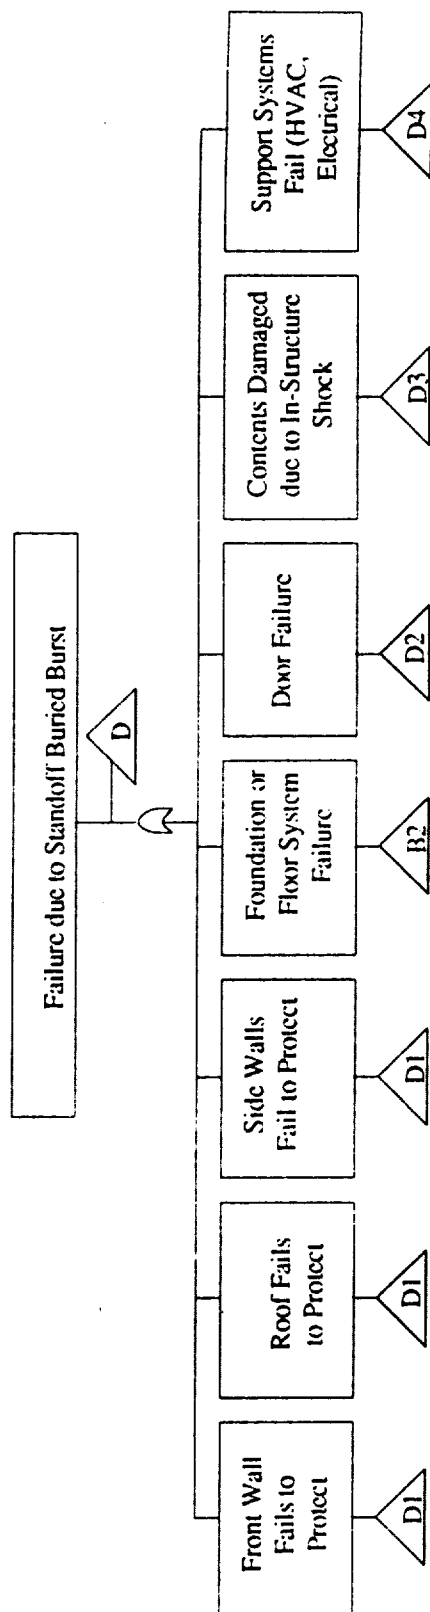 Failure due to Standoff Buried Burst
D
Front Wall
Fails to
Protect
D1
Roof Fails
to Protect
D1
Side Walls
Fail to Protect
D1
Foundation or
Floor System
Failure
B2
Door Failure
D2
Contents Damaged
due to In-Structure
Shock
D3
Support Systems
Fail (HVAC,
Electrical)
D4